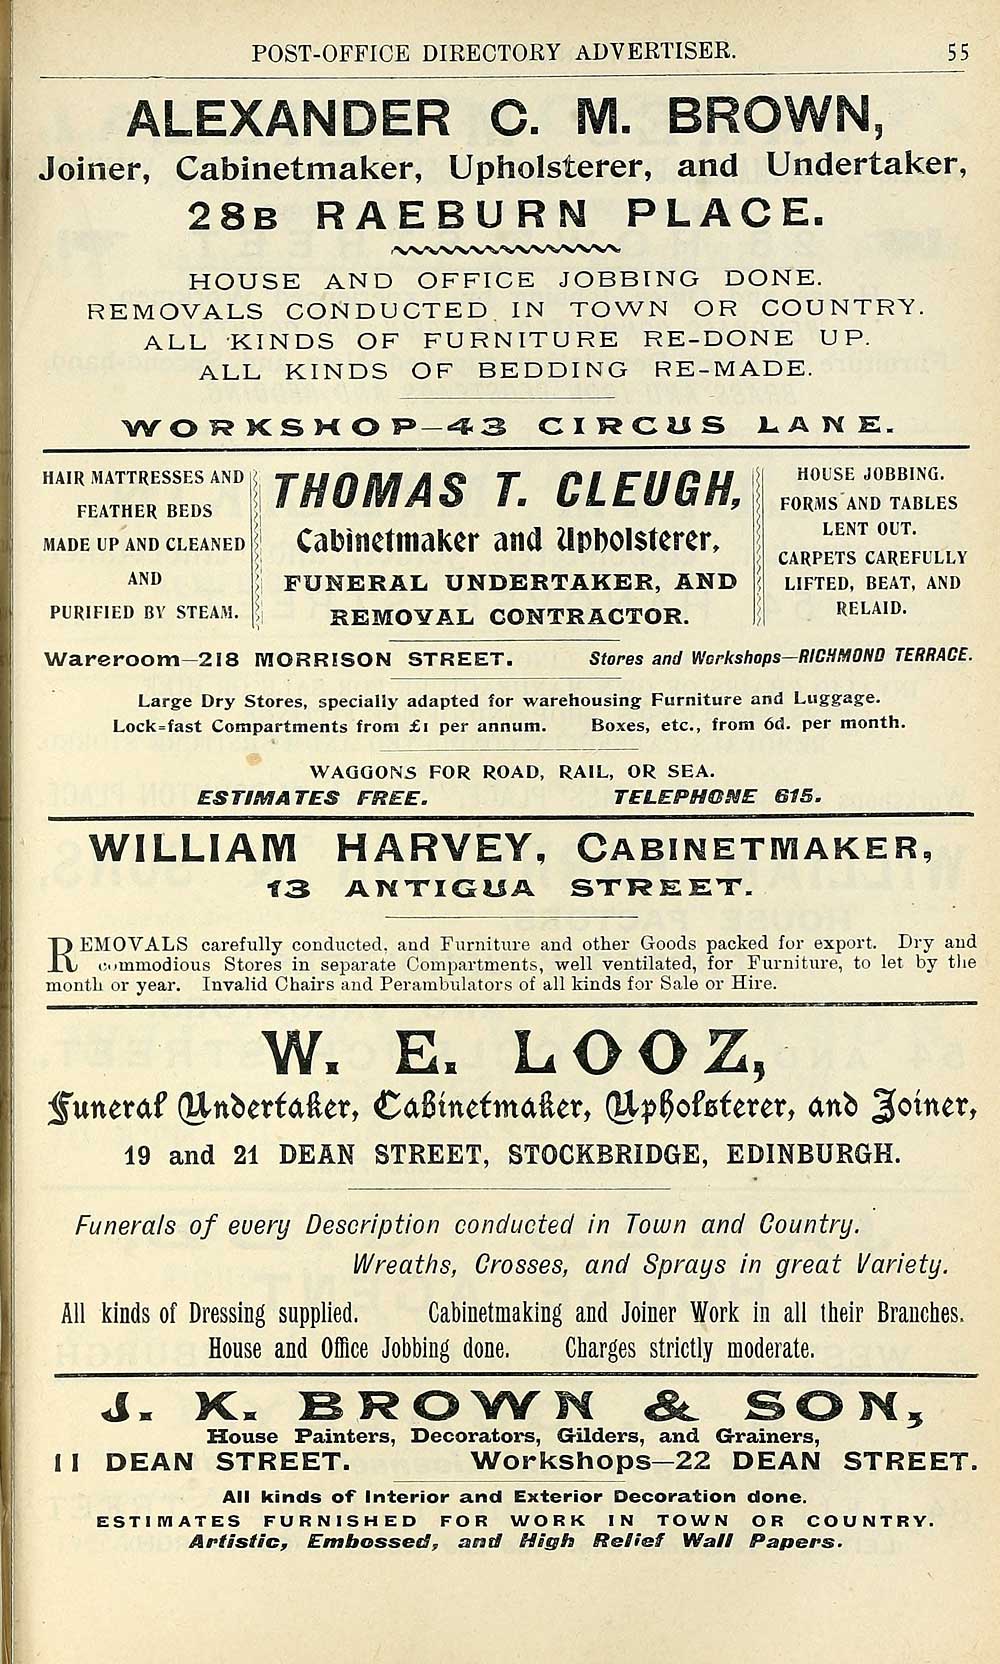 POST-OFFICE DIRECTORY ADVERTISER. 55
ALEXANDER C. M. BROWN,
Joiner, Cabinetmaker, Upholsterer, and Undertaker,
28B RAEBURN PLACE.
HOUSE AND OFFICE JOBBING DONE.
REMOVALS CONDUCTED IN TOWN OR COUNTRY.
ALL KINDS OF FURNITURE RE-DONE UP.
ALL KINDS OF BEDDING RE-MADE.
WORKSHOP—43 CIRCUS LANE.
HAIR MATTRESSES AND
FEATHER BEDS
MADE UP AND CLEANED
AND
PURIFIED BY STEAM.
THOMAS T. CLEUGH,
Cabinetmaker and Upholsterer,
FUNERAL UNDERTAKER, AND
REMOVAL CONTRACTOR.
HOUSE JOBBING.
FORMS AND TABLES
LENT OUT.
CARPETS CAREFULLY
LIFTED, BEAT, AND
RELAID.
Wareroom—218 MORRISON STREET. Stores and Workshops—RICHMOND TERRACE.
Large Dry Stores, specially adapted for warehousing Furniture and Luggage.
Lock=fast Compartments from £1 per annum. Boxes, etc., from 6d. per month.
WAGGONS FOR ROAD, RAIL, OR SEA.
ESTIMATES FREE. TELEPHONE 615.
WILLIAM HARVEY, CABINETMAKER,
13 ANTIGUA STREET.
REMOVALS carefully conducted, and Furniture and other Goods packed for export. Dry and
commodious Stores in separate Compartments, well ventilated, for Furniture, to let by the
month or year. Invalid Chairs and Perambulators of all kinds for Sale or Hire.
W. E. LOOZ,
Funeral Undertaker, Cabinetmaker, Upholsterer, and Joiner,
19 and 21 DEAN STREET, STOCKBRIDGE, EDINBURGH.
Funerals of every Description conducted in Town and Country.
Wreaths, Crosses, and Sprays in great Variety.
All kinds of Dressing supplied. Cabinetmaking and Joiner Work in all their Branches.
House and Office Jobbing done. Charges strictly moderate.
J. K. BROWN & SON,
House Painters, Decorators, Gilders, and Grainers,
11 DEAN STREET. Workshops—22 DEAN STREET.
All kinds of Interior and Exterior Decoration done.
ESTIMATES FURNISHED FOR WORK IN TOWN OR COUNTRY.
Artistic, Embossed, and High Relief Wall Papers.